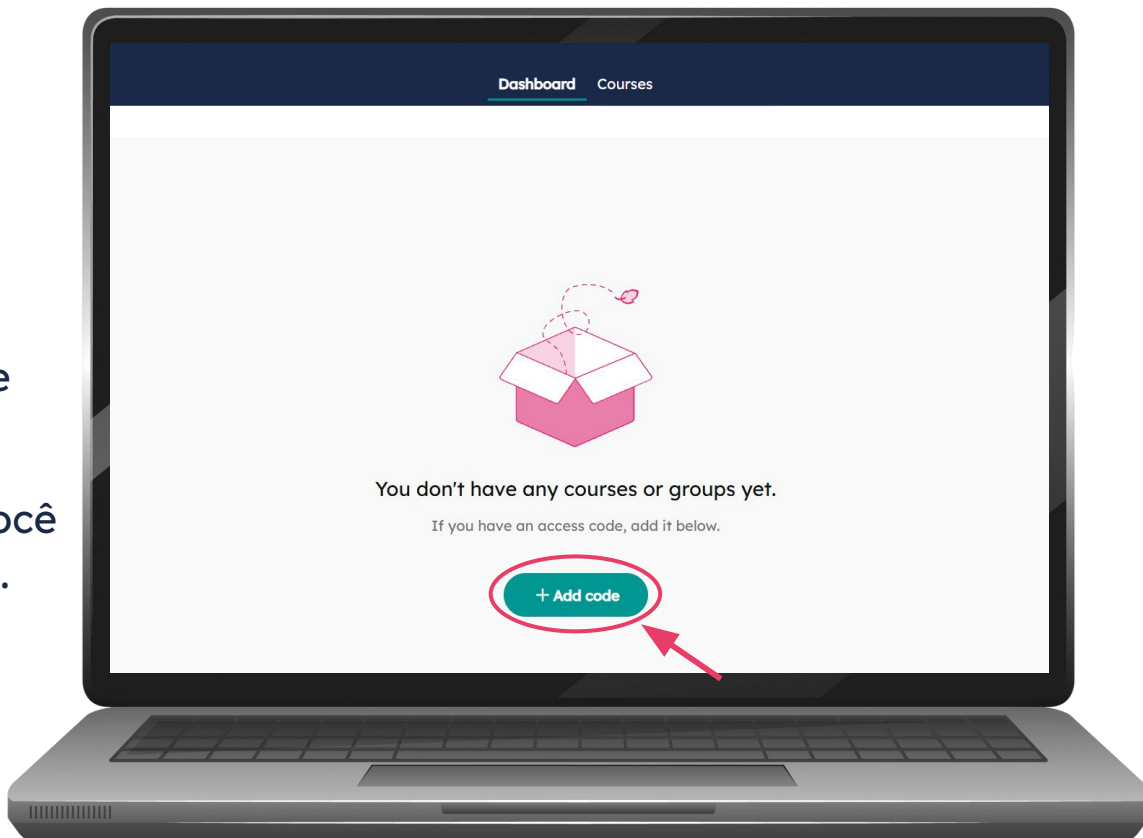 Dashboard Courses
e
ocê
.
You don't have any courses or groups yet.
If you have an access code, add it below.
+ Add code